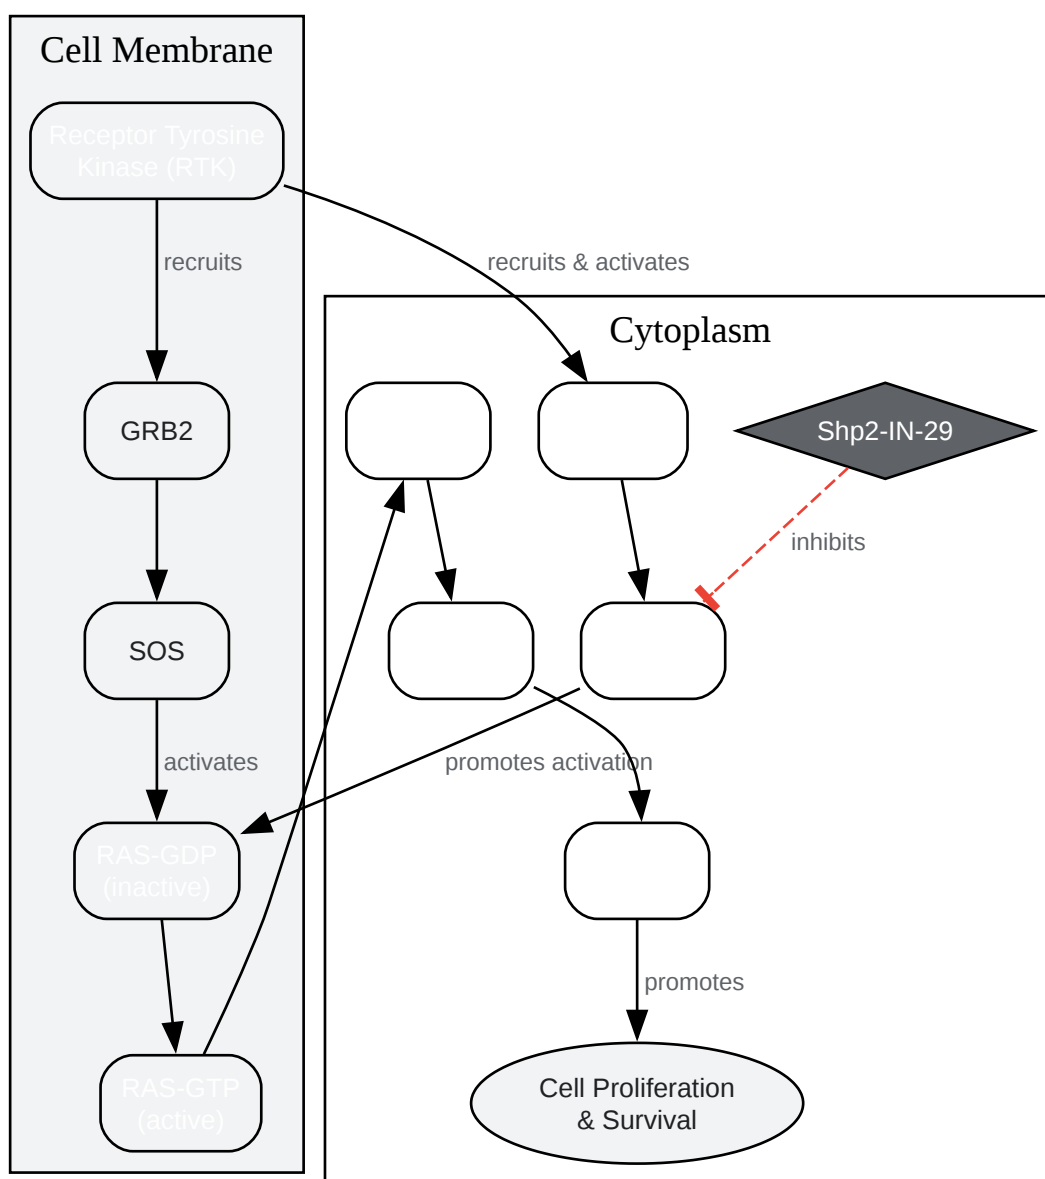 Cell Membrane
Receptor Tyrosine
Kinase (RTK)
recruits
recruits & activates
Cytoplasm
GRB2
Shp2-IN-29
inhibits
SOS
activates
promotes activation
RAS-GDP
(inactive)
promotes
RAS-GTP
(active)
Cell Proliferation
& Survival